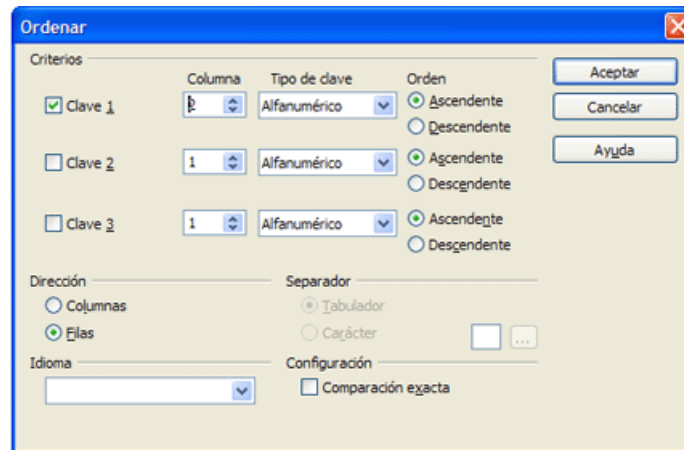 Ordenar
Criterios
Columna Tipo de clave Orden
Clave 1 2 Alfanumérico Ascendente
Descendente
Clave 2 1 Alfanumérico Ascendente
Descendente
Clave 3 1 Alfanumérico Ascendente
Descendente
Aceptar
Cancelar
Ayuda
Dirección
Columnas
Filas
Separador
Tabulador
Carácter ...
Idioma
Configuración
Comparación exacta